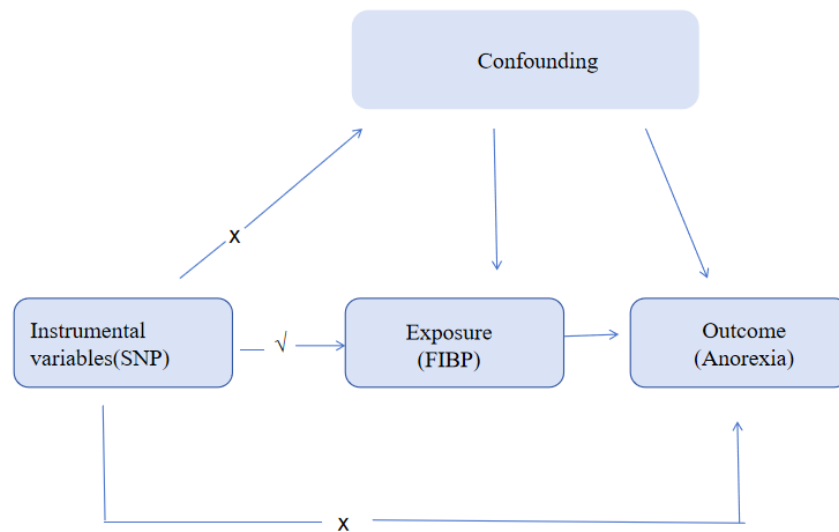 Confounding
x
Instrumental
variables(SNP)
√
Exposure
(FIBP)
Outcome
(Anorexia)
x